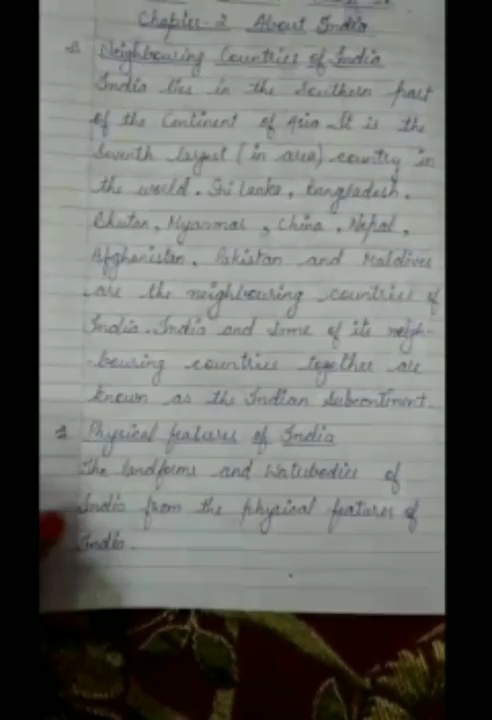 Chapter-2 About India
Neighbouring Countries of India
India lies in the Southern part
of the Continent of Asia. It is the
Seventh largest (in area) country in
the world. Sri Lanka, Bangladesh,
Bhutan, Myanmar, China, Nepal,
Afghanistan, Pakistan and Maldives
are the neighbouring countries of
India. India and some of its neigh-
bouring countries together are
known as the Indian Subcontinent.
2 Physical features of India
The landforms and Waterbodies of
India from the physical features of
India.